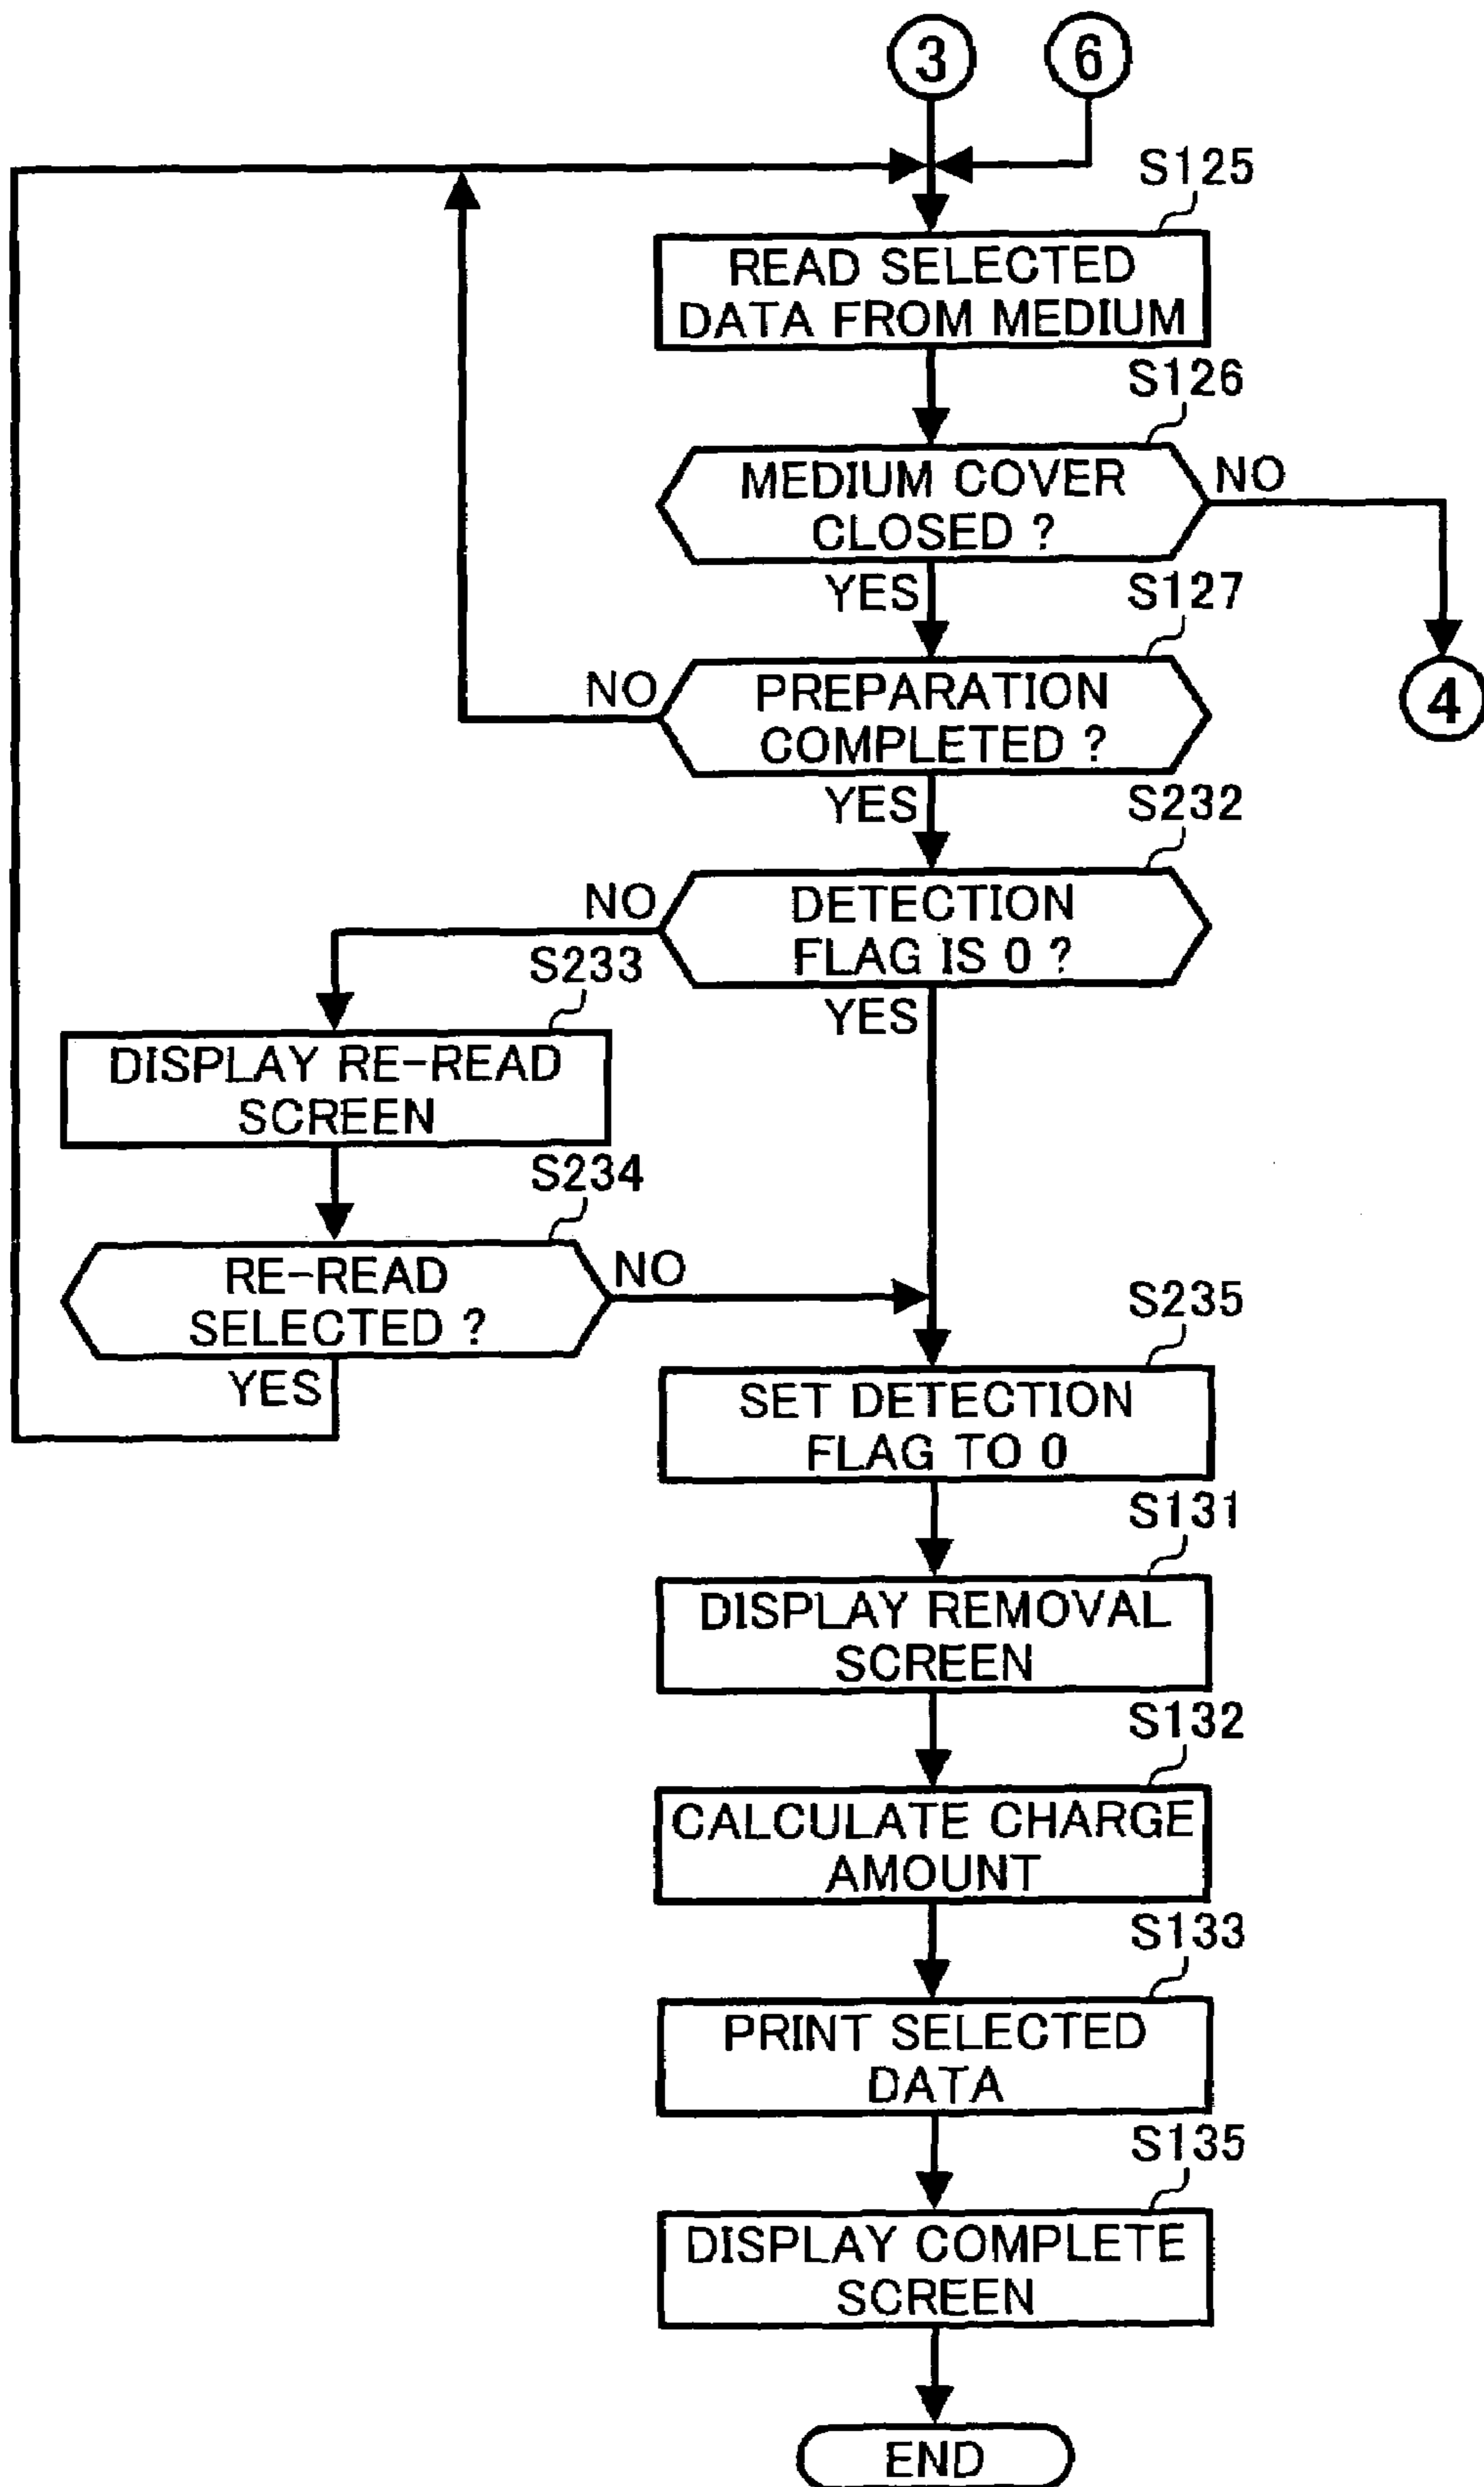 3
6
S125
READ SELECTED
DATA FROM MEDIUM
S126
MEDIUM COVER
CLOSED ?
NO
YES
S127
4
NO
PREPARATION
COMPLETED ?
YES
S232
NO
DETECTION
FLAG IS 0 ?
YES
S233
DISPLAY RE-READ
SCREEN
S234
RE-READ
SELECTED ?
NO
YES
S235
SET DETECTION
FLAG TO 0
S131
DISPLAY REMOVAL
SCREEN
S132
CALCULATE CHARGE
AMOUNT
S133
PRINT SELECTED
DATA
S135
DISPLAY COMPLETE
SCREEN
END